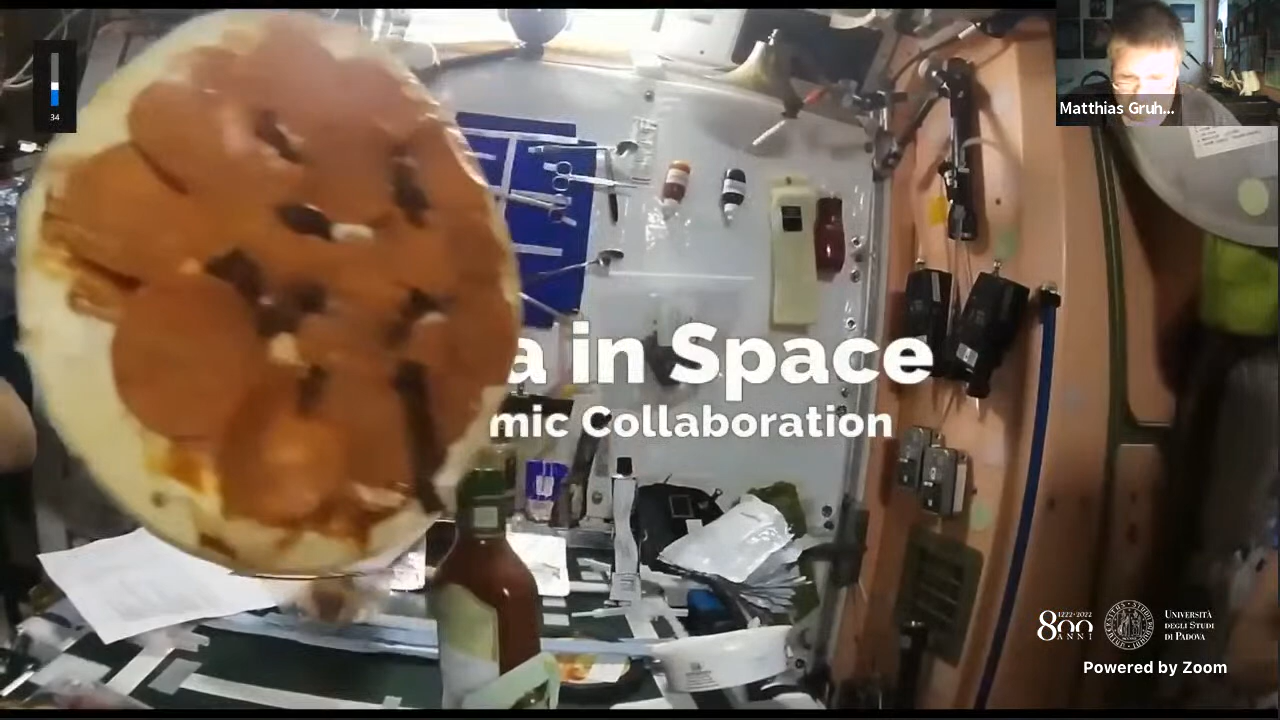 34
Matthias Gruh...
a in Space
mic Collaboration
1222·2022
800
ANNI
UNIVERSITÀ
DEGLI STUDI
DI PADOVA
Powered by Zoom